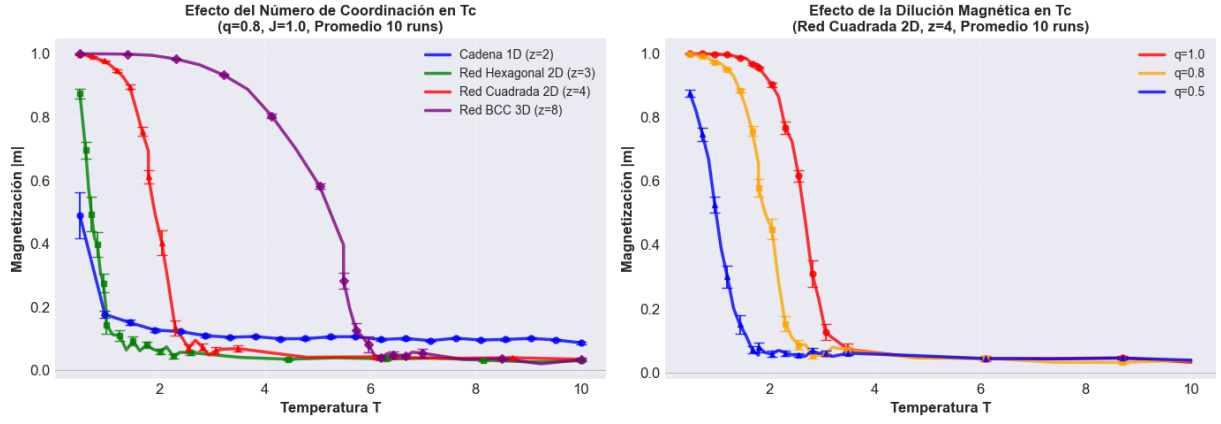 Efecto del Número de Coordinación en Tc
(q=0.8, J=1.0, Promedio 10 runs)
Magnetización |m|
1.0
0.8
0.6
0.4
0.2
0.0
Cadena 1D (z=2)
Red Hexagonal 2D (z=3)
Red Cuadrada 2D (z=4)
Red BCC 3D (z=8)
2
4
6
8
10
Temperatura T
Efecto de la Dilución Magnética en Tc
(Red Cuadrada 2D, z=4, Promedio 10 runs)
Magnetización |m|
1.0
0.8
0.6
0.4
0.2
0.0
q=1.0
q=0.8
q=0.5
2
4
6
8
10
Temperatura T